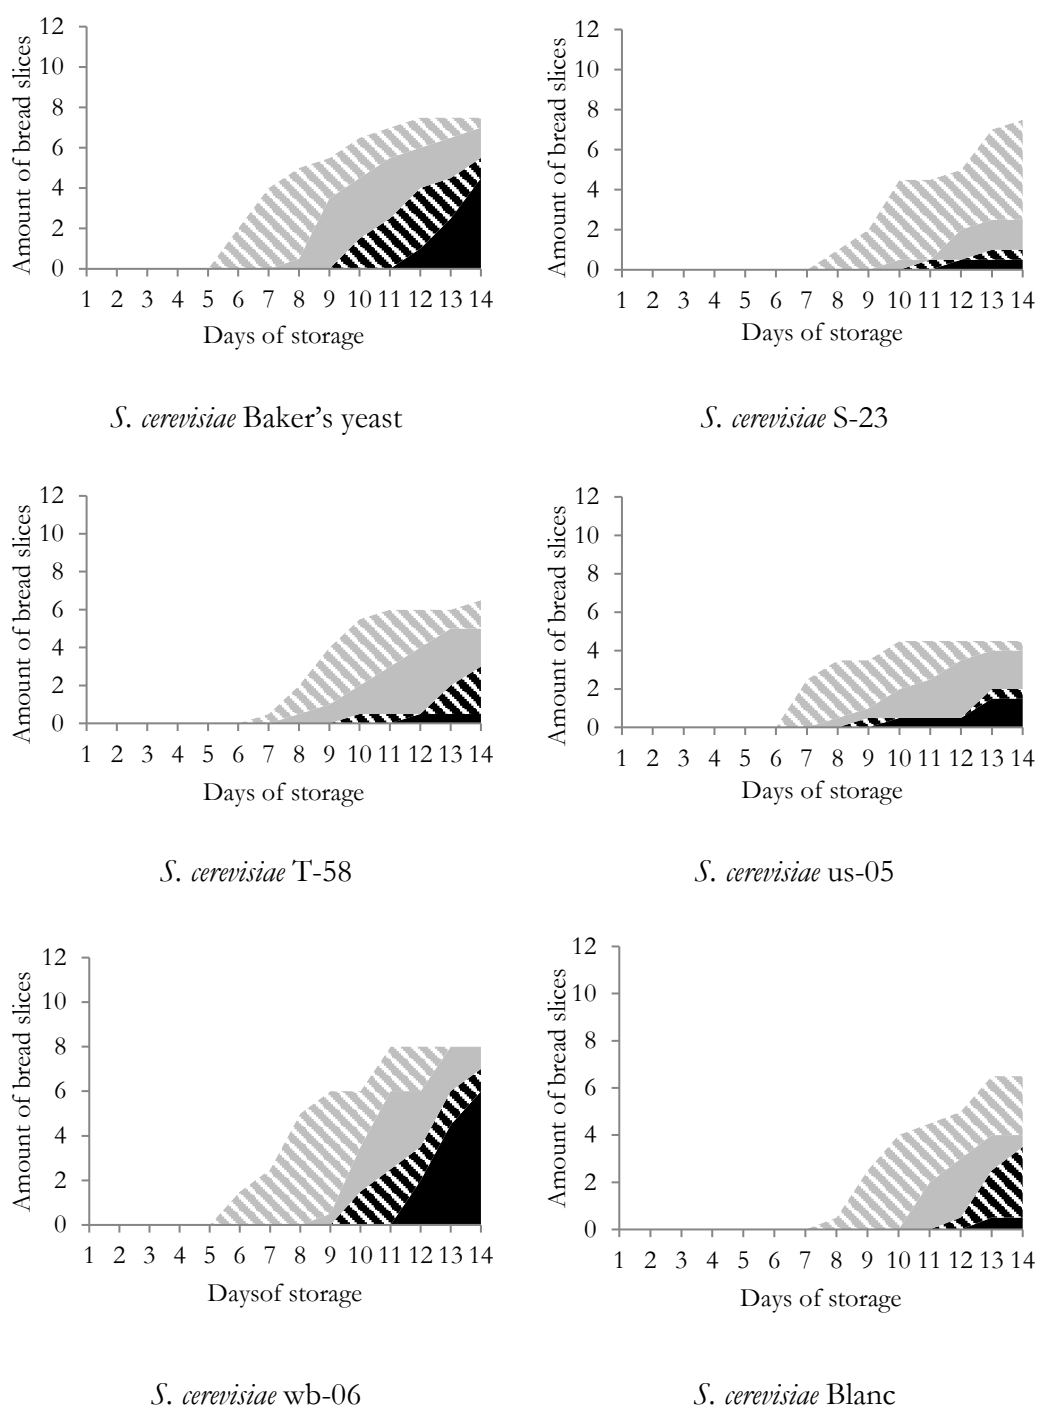 Amount of bread slices
12
10
8
6
4
2
0
1 2 3 4 5 6 7 8 9 10 11 12 13 14
Days of storage
S. cerevisiae Baker's yeast
Amount of bread slices
12
10
8
6
4
2
0
1 2 3 4 5 6 7 8 9 10 11 12 13 14
Days of storage
S. cerevisiae S-23
Amount of bread slices
12
10
8
6
4
2
0
1 2 3 4 5 6 7 8 9 10 11 12 13 14
Days of storage
S. cerevisiae T-58
Amount of bread slices
12
10
8
6
4
2
0
1 2 3 4 5 6 7 8 9 10 11 12 13 14
Days of storage
S. cerevisiae us-05
Amount of bread slices
12
10
8
6
4
2
0
1 2 3 4 5 6 7 8 9 10 11 12 13 14
Daysof storage
S. cerevisiae wb-06
Amount of bread slices
12
10
8
6
4
2
0
1 2 3 4 5 6 7 8 9 10 11 12 13 14
Days of storage
S. cerevisiae Blanc